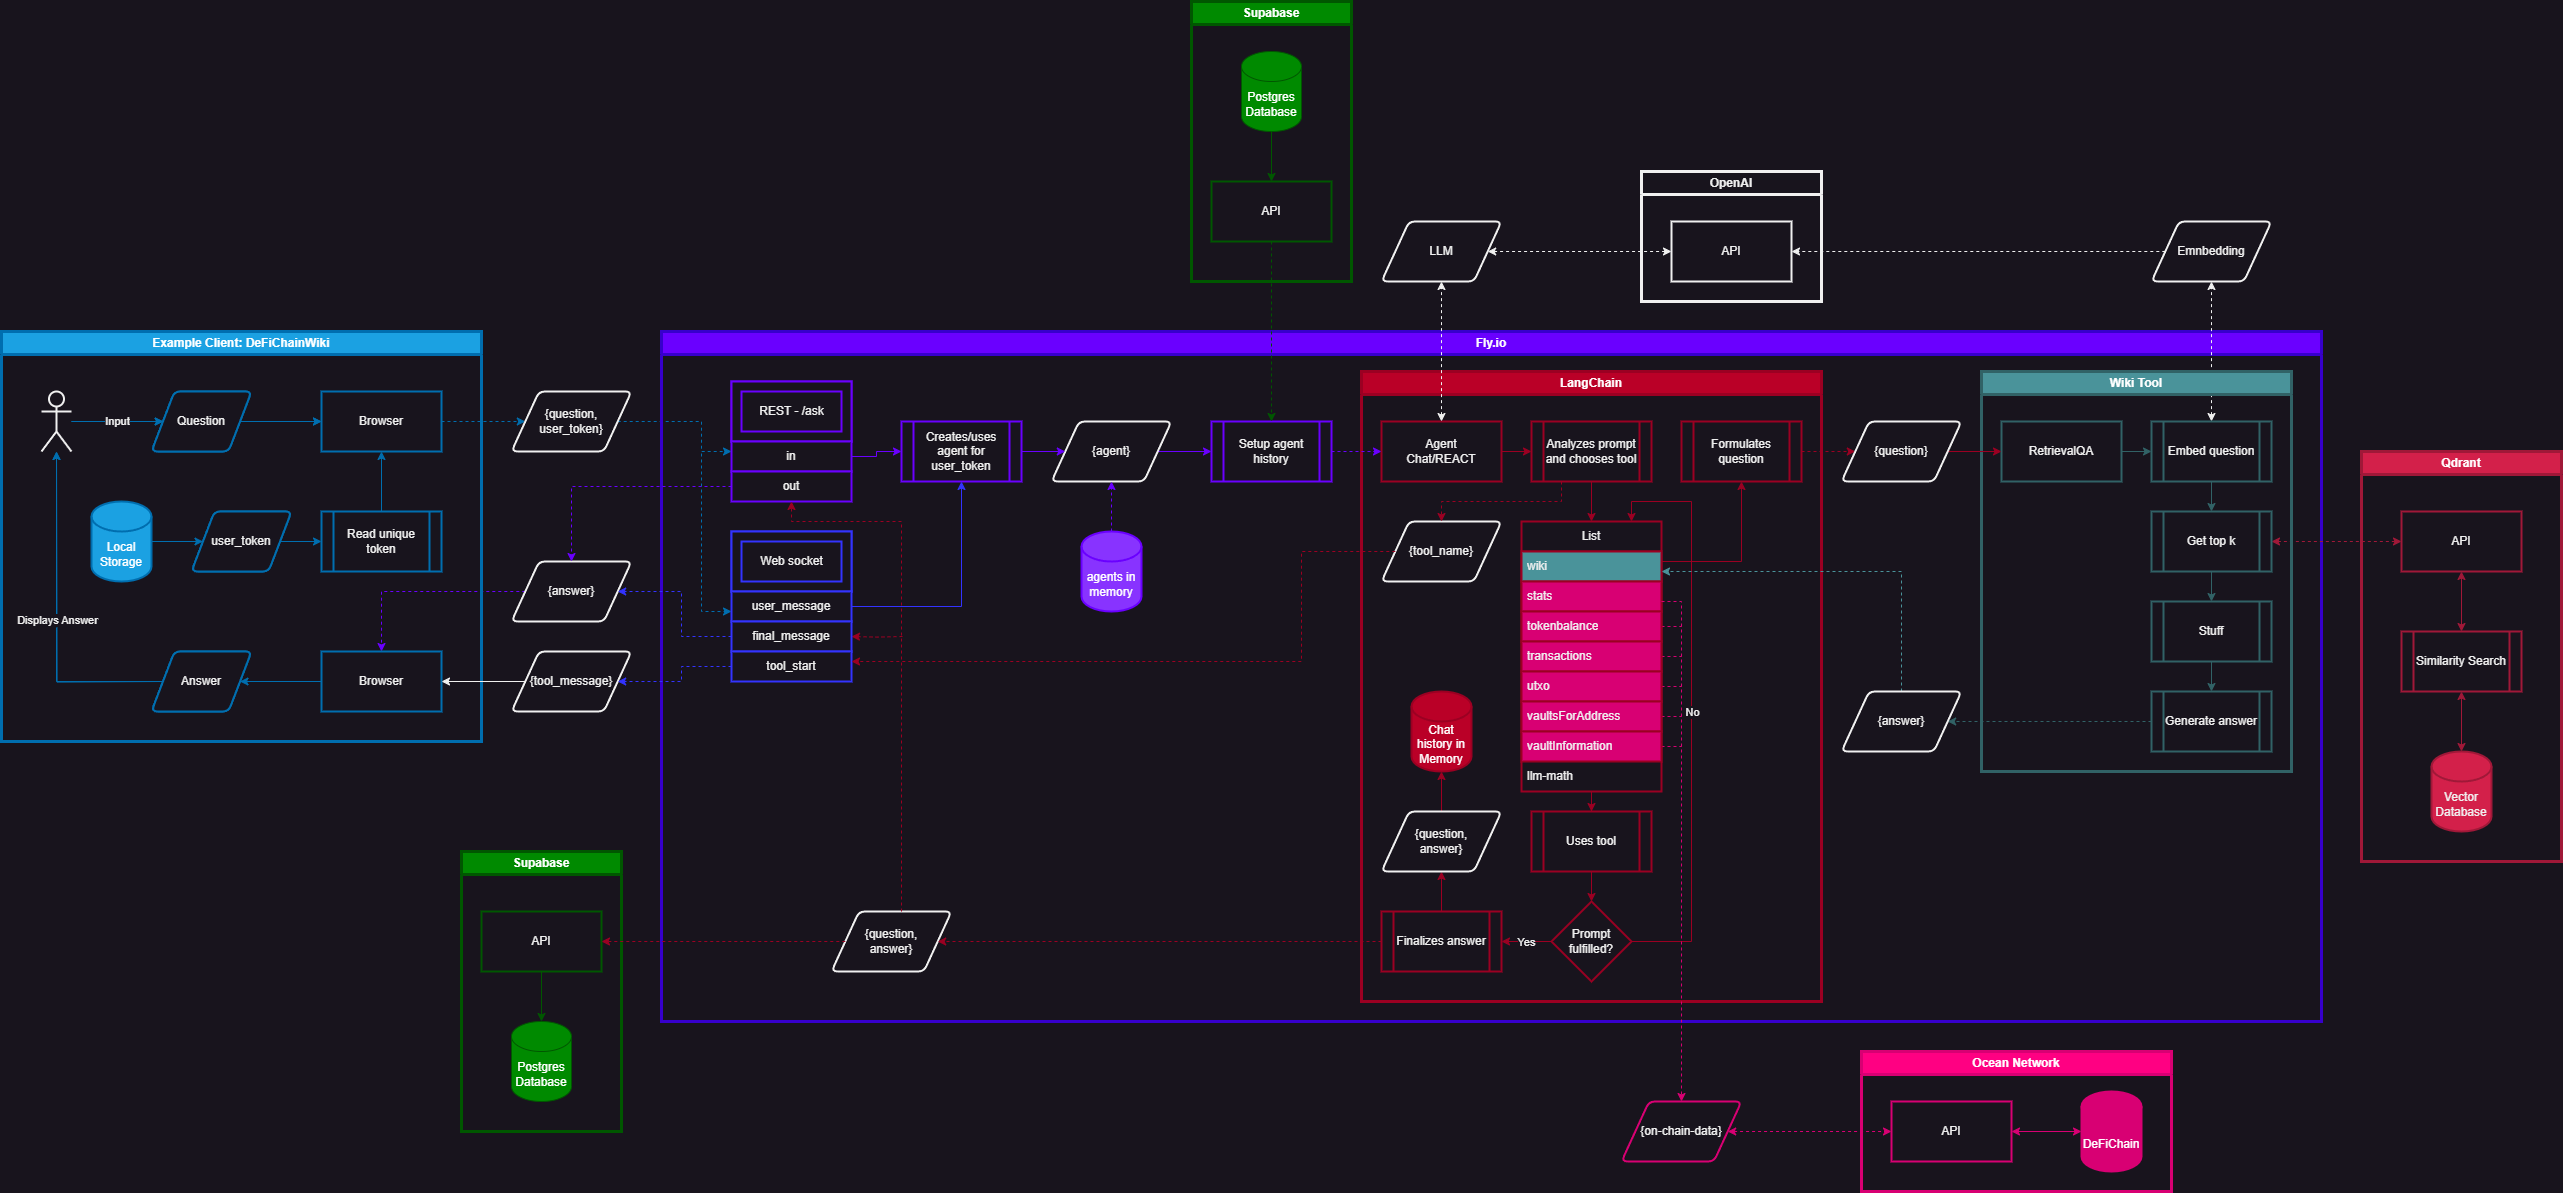 Supabase
Postgres
Database
API
OpenAI
API
LLM
Emnbedding
Example Client: DeFiChainWiki
Input
Question
Browser
Local
Storage
user_token
Read unique
token
Displays Answer
Answer
Browser
{question,
user_token}
{answer}
{tool_message}
Fly.io
REST - /ask
in
out
Web socket
user_message
final_message
tool_start
Creates/uses
agent for
user_token
{agent}
agents in
memory
Setup agent
history
LangChain
Agent
Chat/REACT
Analyzes prompt
and chooses tool
Formulates
question
{tool_name}
List
wiki
stats
tokenbalance
transactions
utxo
vaultsForAddress
vaultInformation
llm-math
No
Chat
history in
Memory
{question,
answer}
Uses tool
Finalizes answer
Yes
Prompt
fulfilled?
{question}
{answer}
Wiki Tool
RetrievalQA
Embed question
Get top k
Stuff
Generate answer
Qdrant
API
Similarity Search
Vector
Database
{question,
answer}
Supabase
API
Postgres
Database
{on-chain-data}
Ocean Network
API
DeFiChain